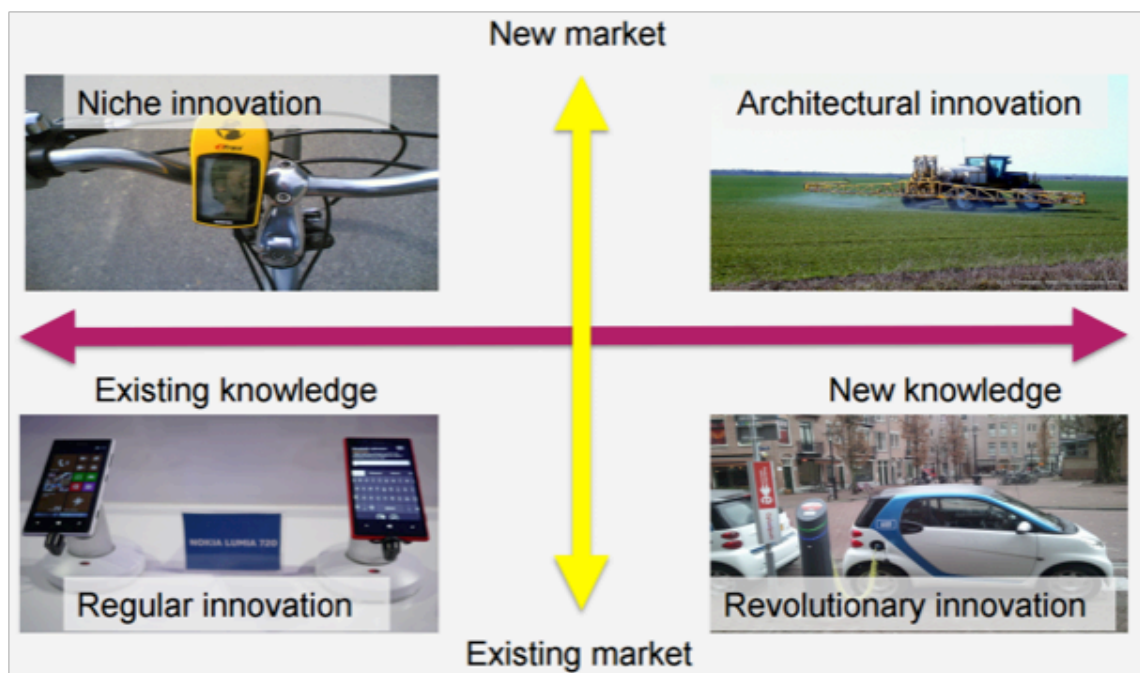 New market
Niche innovation
Architectural innovation
Existing knowledge
New knowledge
NOKIA LUMIA 720
Regular innovation
Revolutionary innovation
Existing market